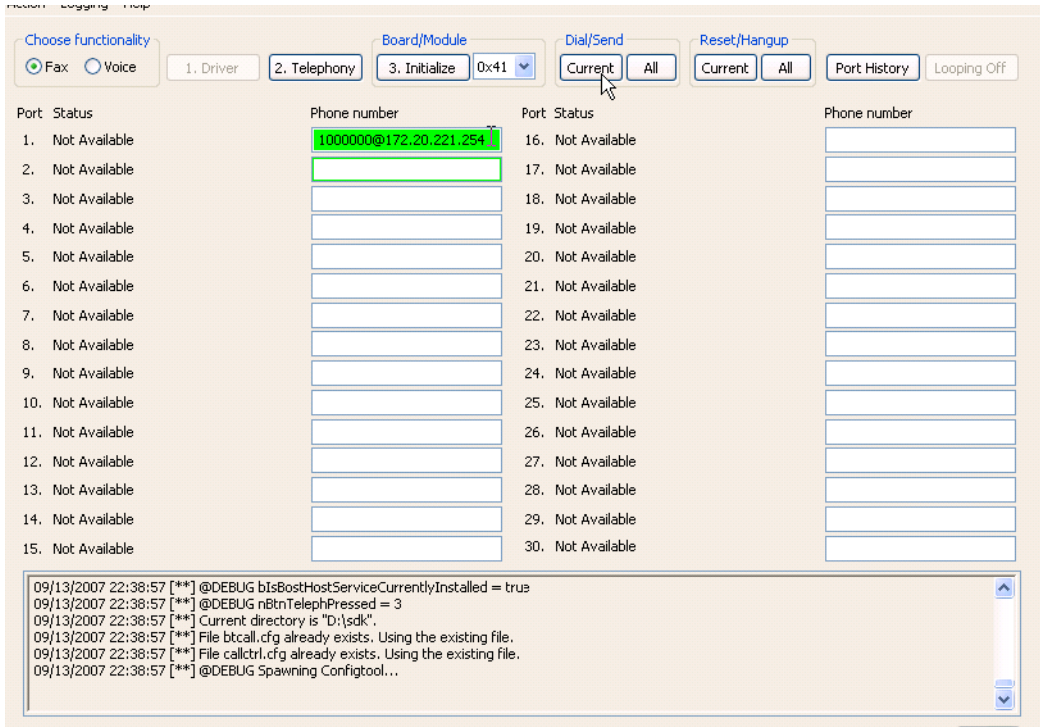 Action Logging Help
Choose functionality Board/Module Dial/Send Reset/Hangup
Fax Voice 1. Driver 2. Telephony 3. Initialize 0x41 Current All Current All Port History Looping Off
Port Status Phone number Port Status Phone number
1. Not Available 1000000@172.20.221.254 16. Not Available
2. Not Available 17. Not Available
3. Not Available 18. Not Available
4. Not Available 19. Not Available
5. Not Available 20. Not Available
6. Not Available 21. Not Available
7. Not Available 22. Not Available
8. Not Available 23. Not Available
9. Not Available 24. Not Available
10. Not Available 25. Not Available
11. Not Available 26. Not Available
12. Not Available 27. Not Available
13. Not Available 28. Not Available
14. Not Available 29. Not Available
15. Not Available 30. Not Available
09/13/2007 22:38:57 [**] @DEBUG bIsBostHostServiceCurrentlyInstalled = true
09/13/2007 22:38:57 [**] @DEBUG nBtnTelephPressed = 3
09/13/2007 22:38:57 [**] Current directory is "D:\sdk".
09/13/2007 22:38:57 [**] File btcall.cfg already exists. Using the existing file.
09/13/2007 22:38:57 [**] File callctrl.cfg already exists. Using the existing file.
09/13/2007 22:38:57 [**] @DEBUG Spawning Configtool...